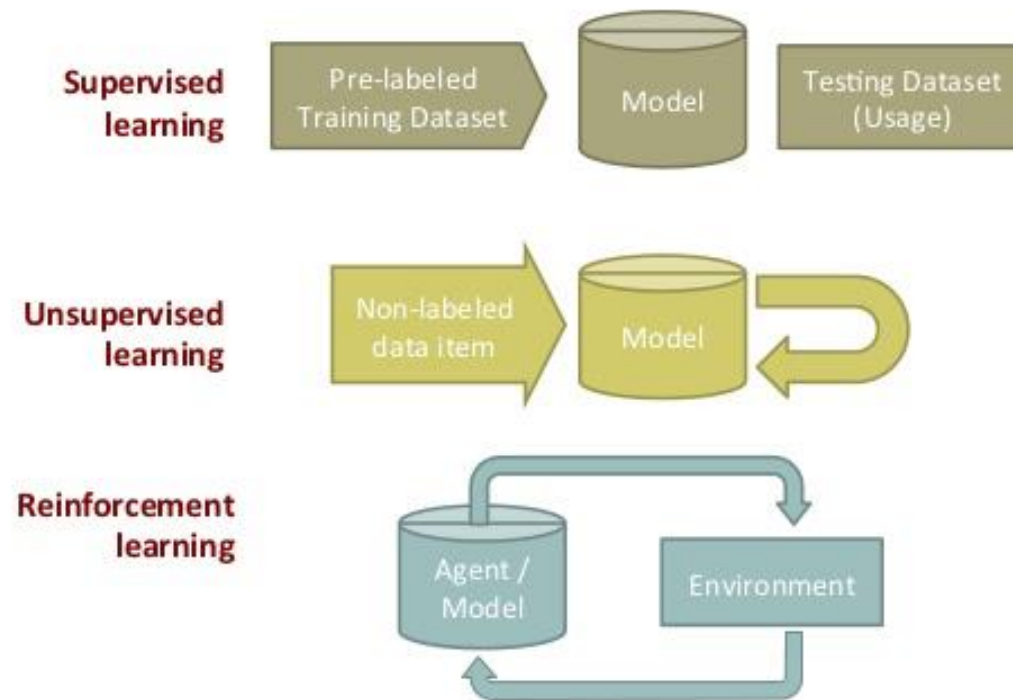 Supervised
learning
Pre-labeled
Training Dataset
Model
Testing Dataset
(Usage)
Unsupervised
learning
Non-labeled
data item
Model
Reinforcement
learning
Agent /
Model
Environment